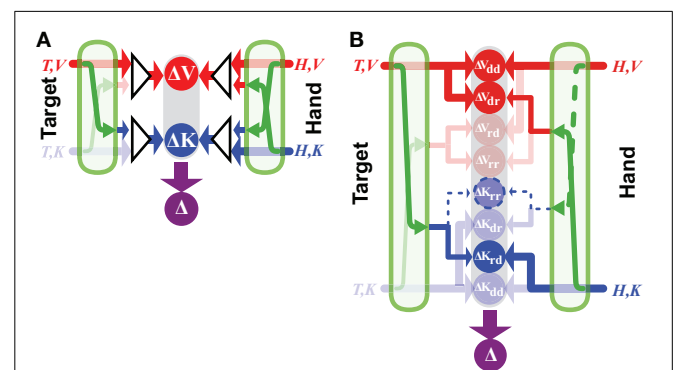 A
T,V
ΔV
H,V
Target
Hand
T,K
ΔK
H,K
Δ
B
T,V
ΔVdd
H,V
ΔVdr
ΔVrd
ΔVrr
Target
Hand
ΔKrr
ΔKdr
ΔKrd
T,K
ΔKdd
H,K
Δ